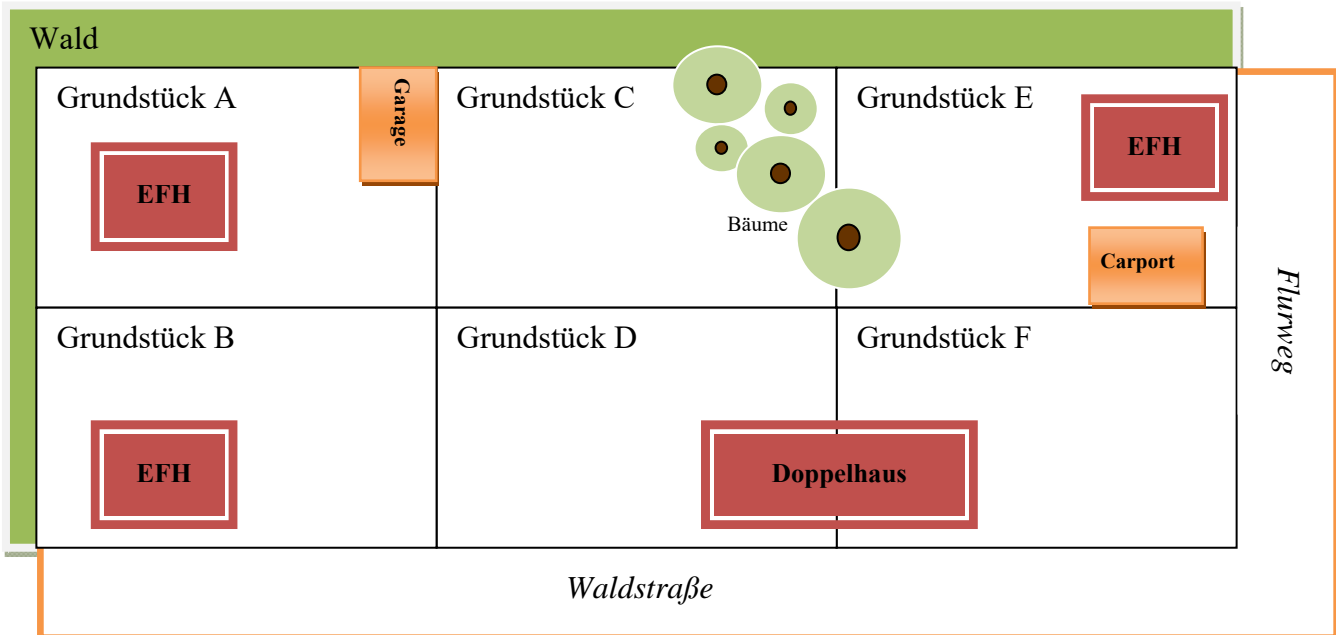 Wald
Grundstück A
Garage
Grundstück C
Grundstück E
EFH
EFH
Bäume
Carport
Flurweg
Grundstück B
Grundstück D
Grundstück F
EFH
Doppelhaus
Waldstraße